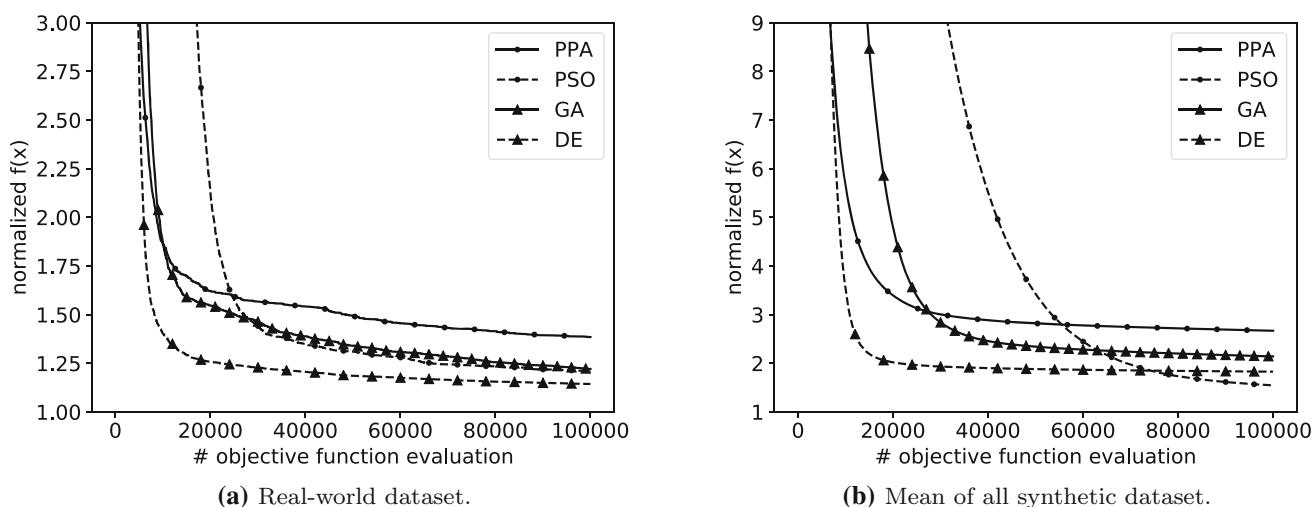 3.00
2.75
2.50
2.25
2.00
1.75
1.50
1.25
1.00
normalized f(x)
PPA
PSO
GA
DE
0 20000 40000 60000 80000 100000
# objective function evaluation
(a) Real-world dataset.
9
8
7
6
5
4
3
2
1
normalized f(x)
PPA
PSO
GA
DE
0 20000 40000 60000 80000 100000
# objective function evaluation
(b) Mean of all synthetic dataset.